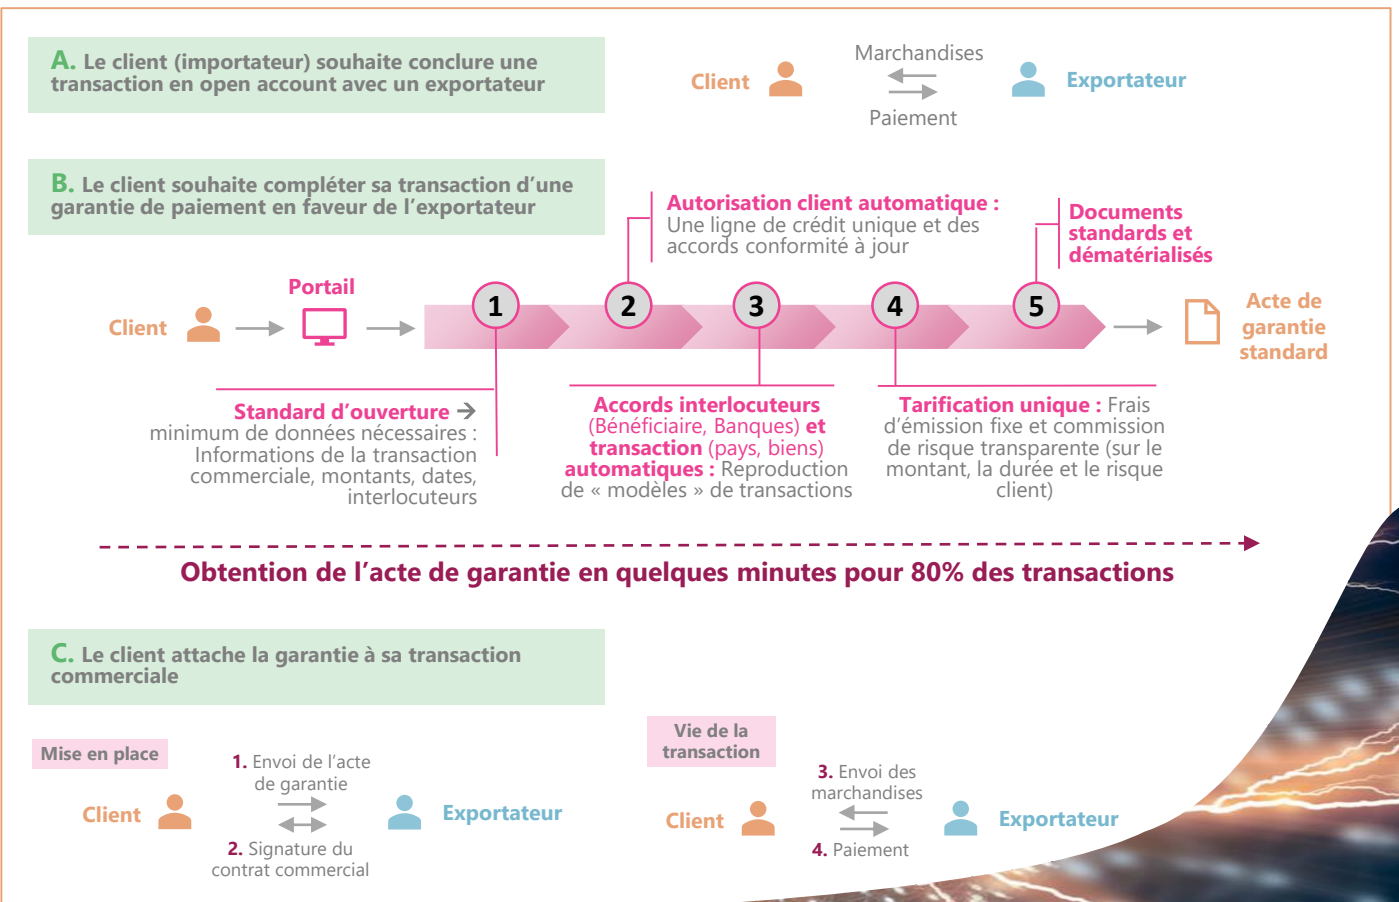 A. Le client (importateur) souhaite conclure une
transaction en open account avec un exportateur
Client
Marchandises
Paiement
Exportateur
B. Le client souhaite compléter sa transaction d’une
garantie de paiement en faveur de l’exportateur
Autorisation client automatique :
Une ligne de crédit unique et des
accords conformité à jour
Documents
standards et
dématérialisés
Client
Portail
1
2
3
4
5
Acte de
garantie
standard
Standard d’ouverture →
minimum de données nécessaires :
Informations de la transaction
commerciale, montants, dates,
interlocuteurs
Accords interlocuteurs
(Bénéficiaire, Banques) et
transaction (pays, biens)
automatiques : Reproduction
de « modèles » de transactions
Tarification unique : Frais
d’émission fixe et commission
de risque transparente (sur le
montant, la durée et le risque
client)
Obtention de l’acte de garantie en quelques minutes pour 80% des transactions
C. Le client attache la garantie à sa transaction
commerciale
Mise en place
Client
1. Envoi de l’acte
de garantie
2. Signature du
contrat commercial
Exportateur
Vie de la
transaction
Client
3. Envoi des
marchandises
4. Paiement
Exportateur